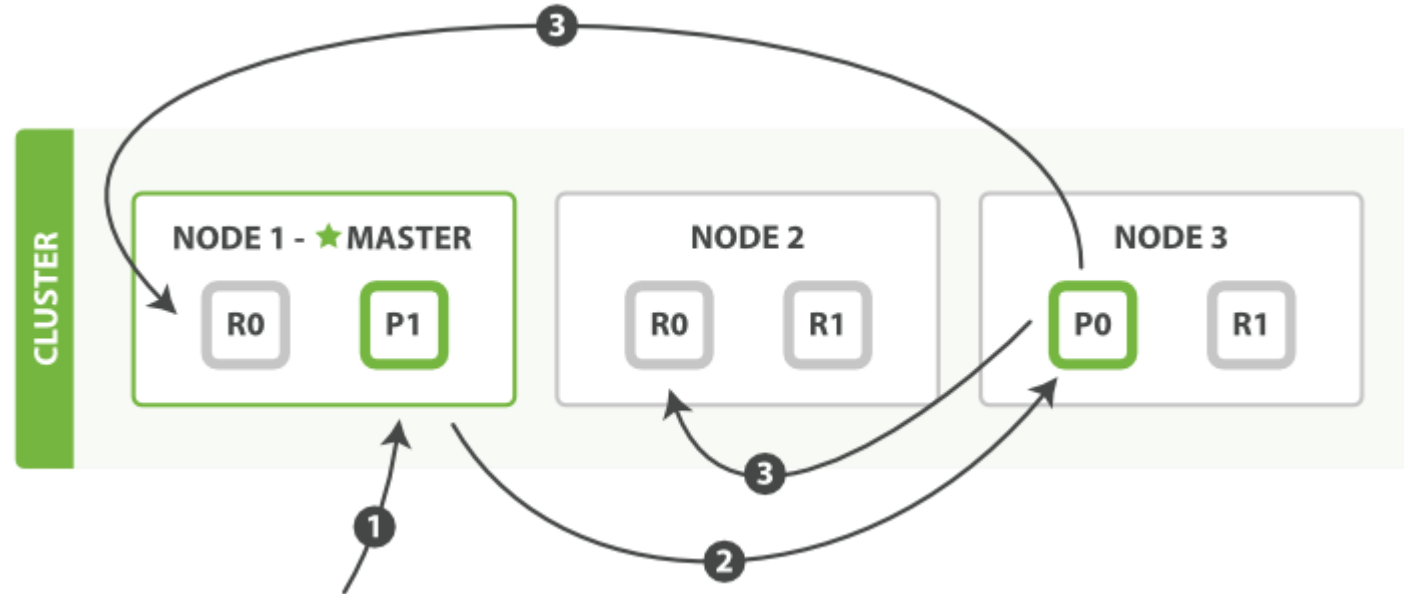 3
CLUSTER
NODE 1 - ★ MASTER
R0
P1
NODE 2
R0
R1
NODE 3
P0
R1
3
1
2